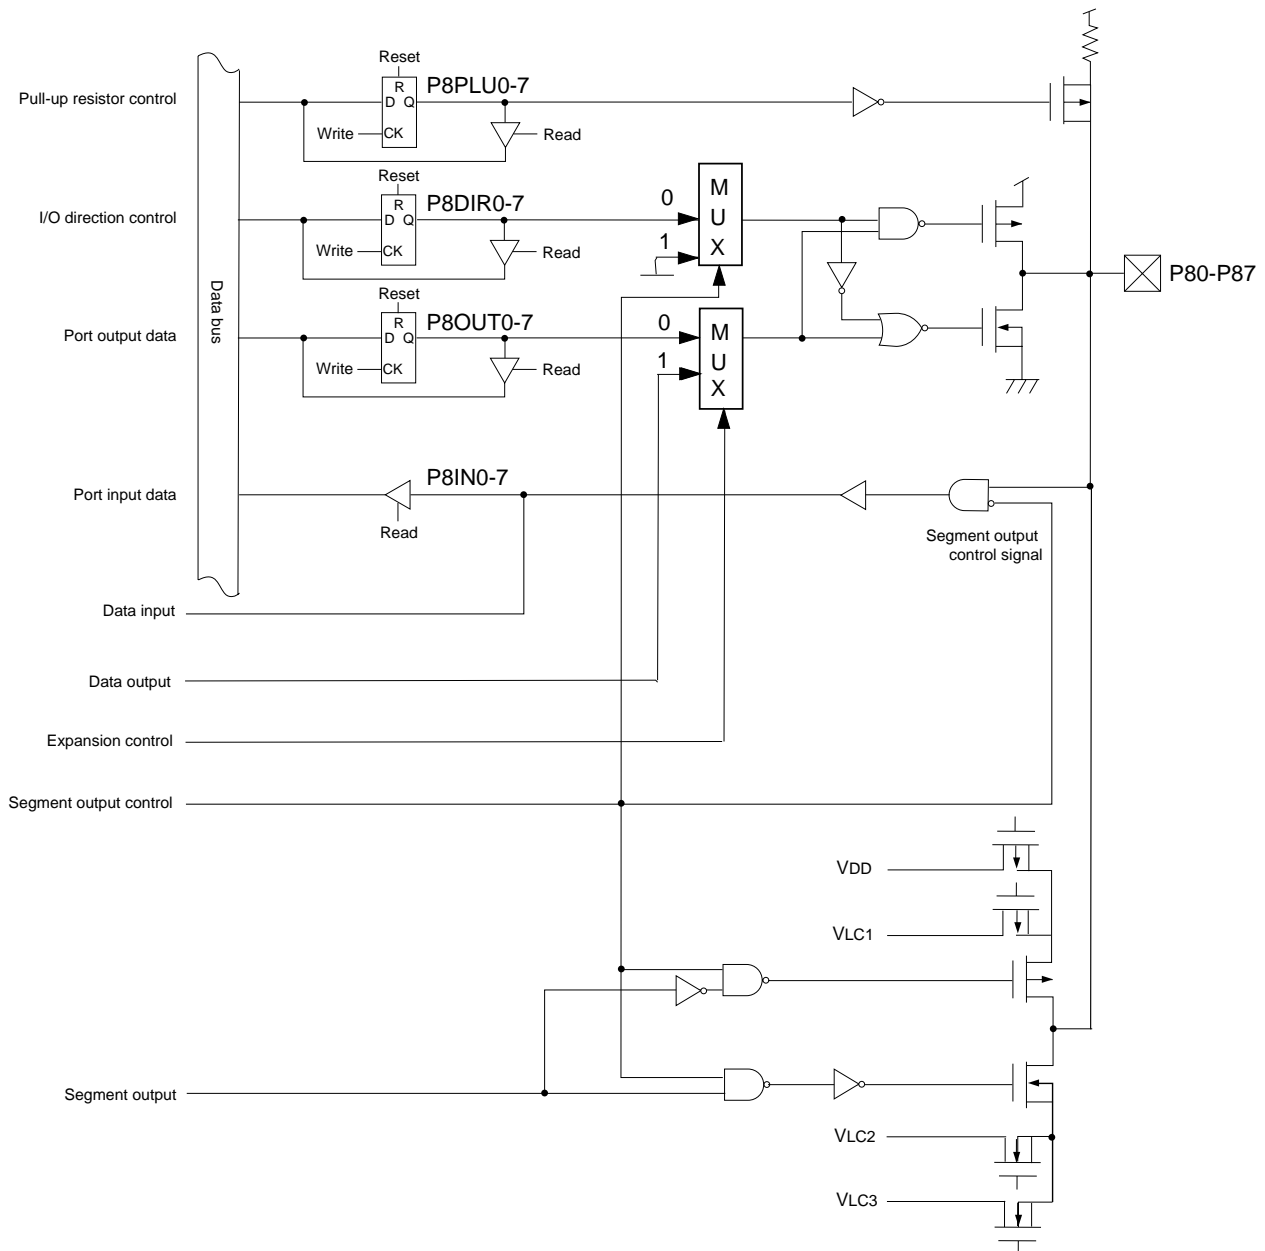 Reset
Pull-up resistor control
R
P8PLU0-7
D Q
Write
CK
Read
Reset
I/O direction control
R
P8DIR0-7
D Q
Write
CK
Read
0
1
M
U
X
P80-P87
Data bus
Reset
Port output data
R
P8OUT0-7
D Q
Write
CK
Read
0
1
M
U
X
Port input data
P8IN0-7
Read
Segment output
control signal
Data input
Data output
Expansion control
Segment output control
VDD
VLC1
Segment output
VLC2
VLC3